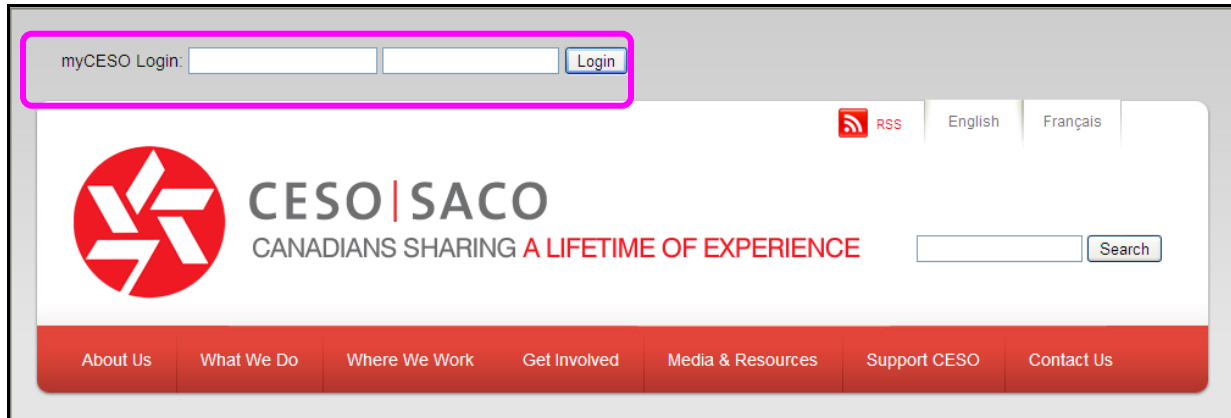 myCESO Login: Login
RSS English Français
CESO|SACO
CANADIANS SHARING A LIFETIME OF EXPERIENCE
Search
About Us What We Do Where We Work Get Involved Media & Resources Support CESO Contact Us